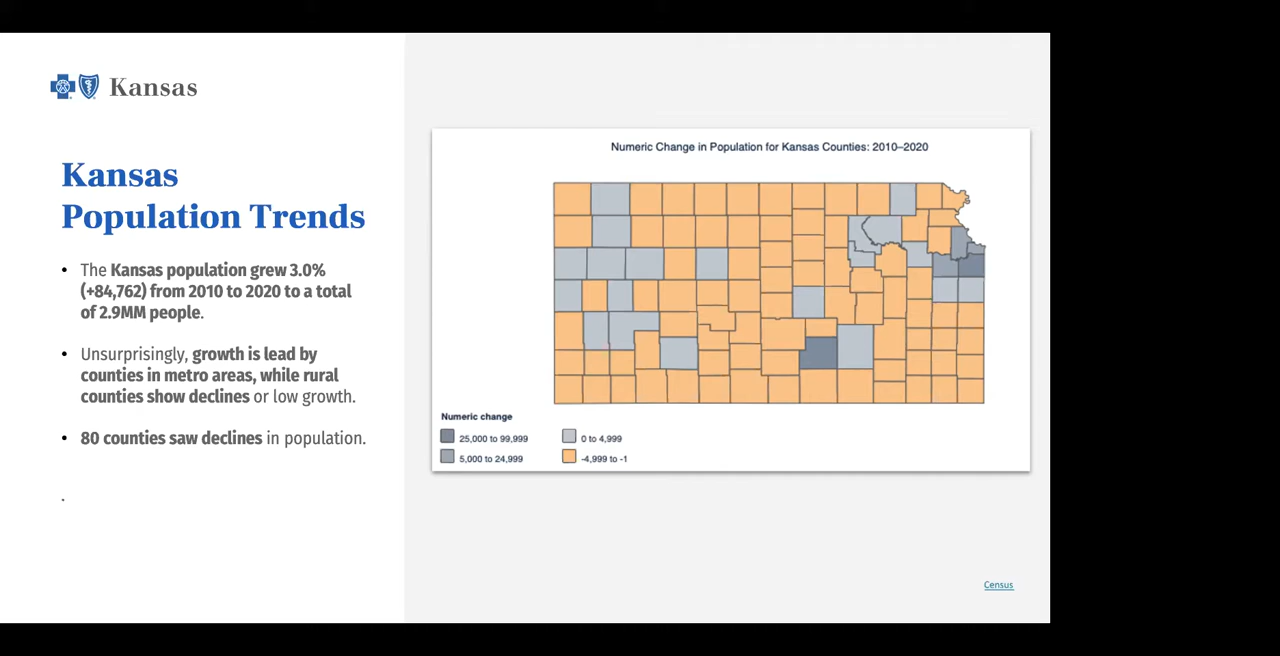 Kansas
Kansas
Population Trends
• The Kansas population grew 3.0%
(+84,762) from 2010 to 2020 to a total
of 2.9MM people.
• Unsurprisingly, growth is lead by
counties in metro areas, while rural
counties show declines or low growth.
• 80 counties saw declines in population.
.
Numeric Change in Population for Kansas Counties: 2010–2020
Numeric change
25,000 to 99,999
0 to 4,999
5,000 to 24,999
-4,999 to -1
Census